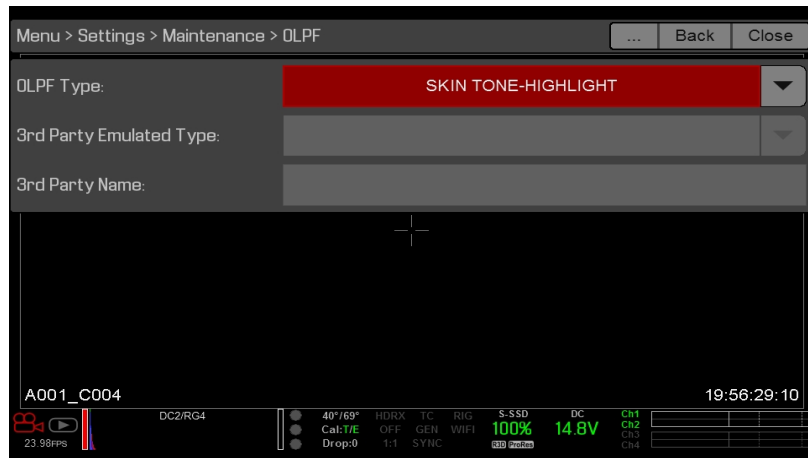 Menu > Settings > Maintenance > OLPF ... Back Close
OLPF Type: SKIN TONE-HIGHLIGHT
3rd Party Emulated Type:
3rd Party Name:
A001_C004 19:56:29:10
DC2/RG4 40°/69° HDRX TC RIG S-SSD DC Ch1
Cal:T/E OFF GEN WIFI 100% 14.8V Ch2
23.98FPS Drop:0 1:1 SYNC R3D ProRes Ch3
Ch4